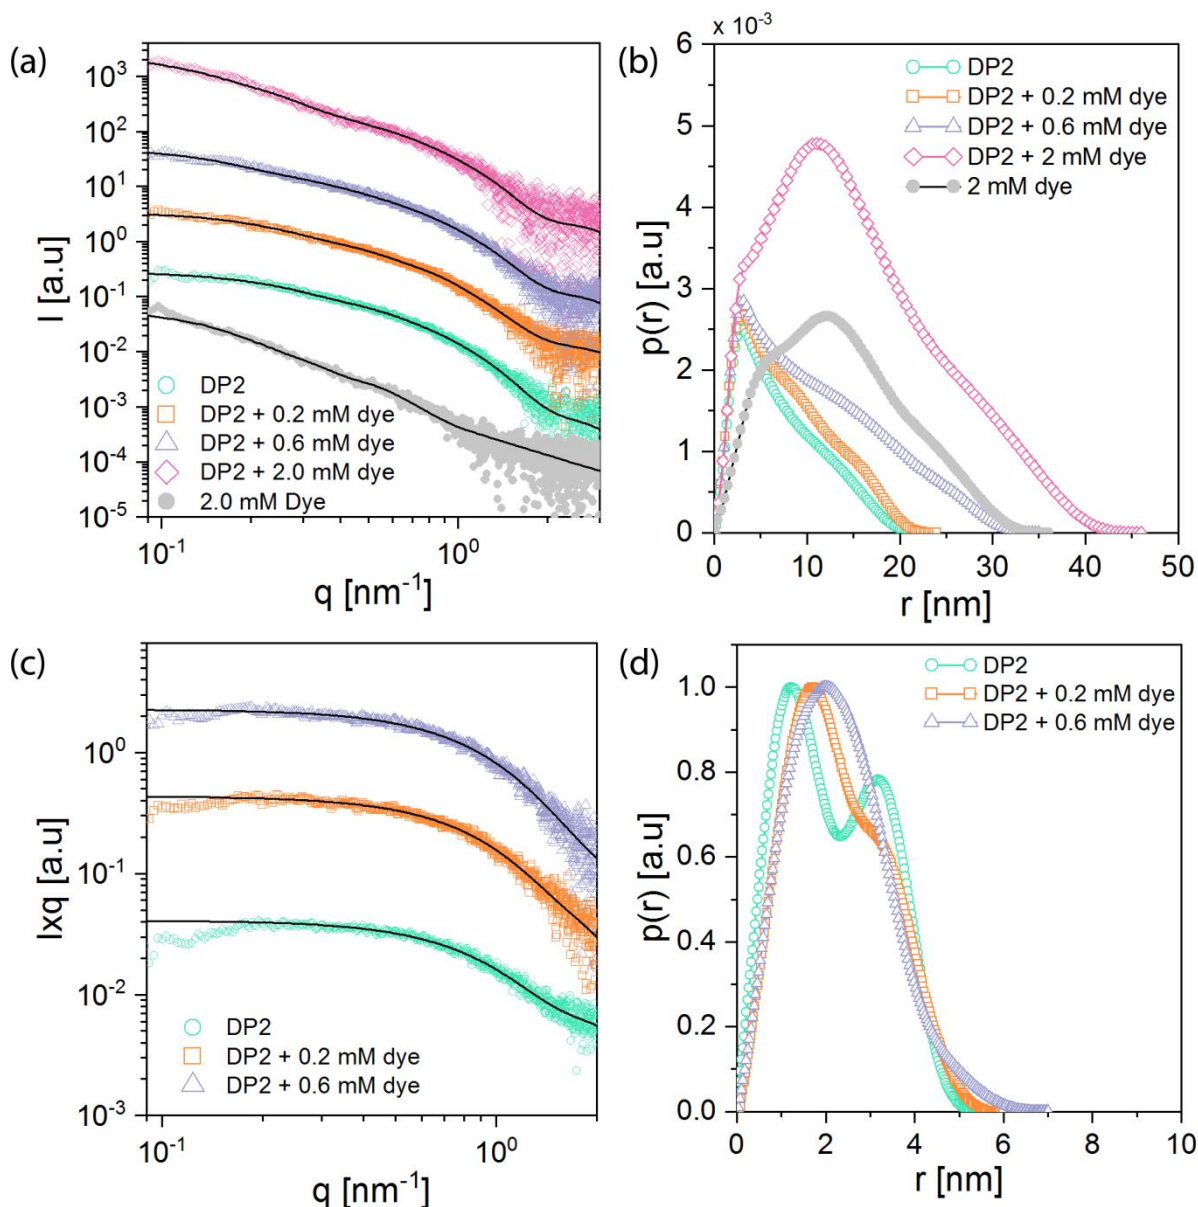 (a)
10³
10²
10¹
10⁰
10⁻¹
10⁻²
10⁻³
10⁻⁴
10⁻⁵
I [a.u]
DP2
DP2 + 0.2 mM dye
DP2 + 0.6 mM dye
DP2 + 2.0 mM dye
2.0 mM Dye
10⁻¹ 10⁰
q [nm⁻¹]
(b)
x 10⁻³
6
5
4
3
2
1
0
p(r) [a.u]
DP2
DP2 + 0.2 mM dye
DP2 + 0.6 mM dye
DP2 + 2 mM dye
2 mM dye
0 10 20 30 40 50
r [nm]
(c)
10⁰
10⁻¹
10⁻²
10⁻³
Ixq [a.u]
DP2
DP2 + 0.2 mM dye
DP2 + 0.6 mM dye
10⁻¹ 10⁰
q [nm⁻¹]
(d)
1.0
0.8
0.6
0.4
0.2
0.0
p(r) [a.u]
DP2
DP2 + 0.2 mM dye
DP2 + 0.6 mM dye
0 2 4 6 8 10
r [nm]